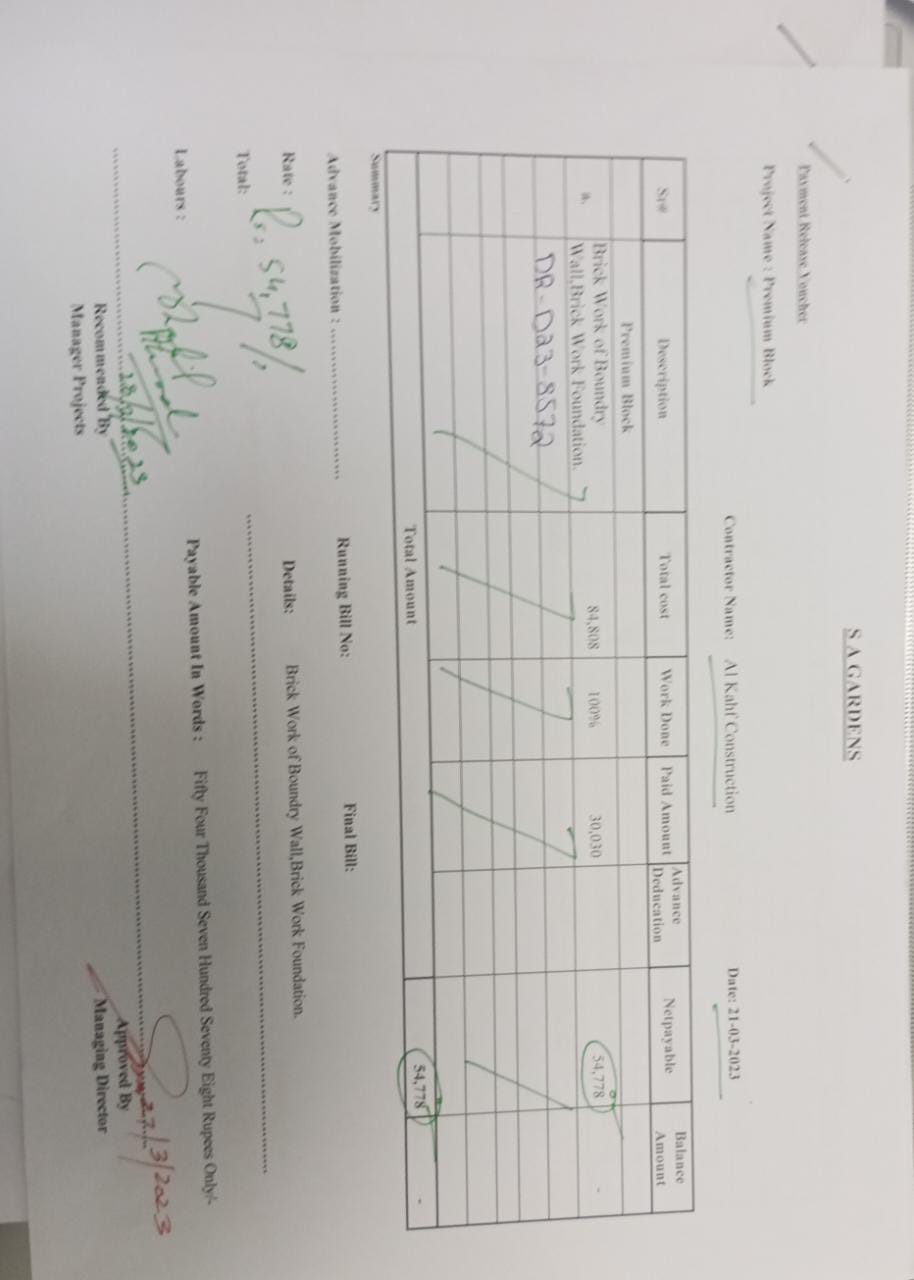 S A GARDENS
Payment Release Voucher
Project Name : Premium Block Contractor Name: Al Kahf Construction Date: 21-03-2023
Sr# Description Total cost Work Done Paid Amount Advance Deducation Netpayable Balance Amount
Premium Block
a. Brick Work of Boundry Wall,Brick Work Foundation. 84,808 100% 30,030 54,778 -
DR-D23-8572
Total Amount 54,778 -
Summary
Advance Mobilization : ........................ Running Bill No: Final Bill:
Rate : Rs: 54,778/ Details: Brick Work of Boundry Wall,Brick Work Foundation.
Total:
Labours : Payable Amount In Words : Fifty Four Thousand Seven Hundred Seventy Eight Rupees Only/-
27/3/2023
Recommended By Approved By
Manager Projects Managing Director